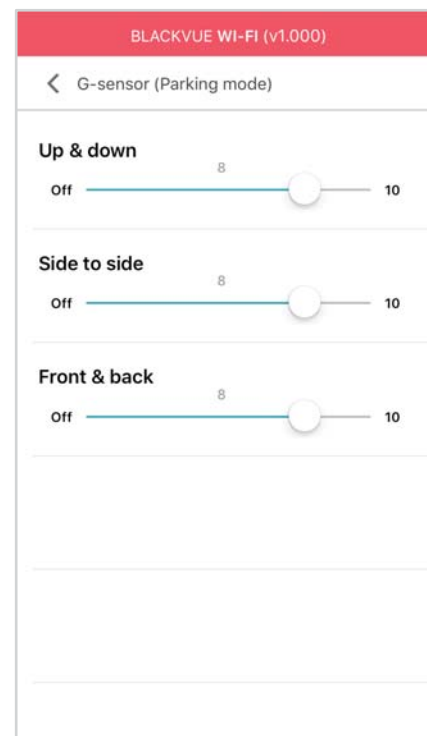 BLACKVUE WI-FI (v1.000)
G-sensor (Parking mode)
Up & down
8
Off 10
Side to side
8
Off 10
Front & back
8
Off 10